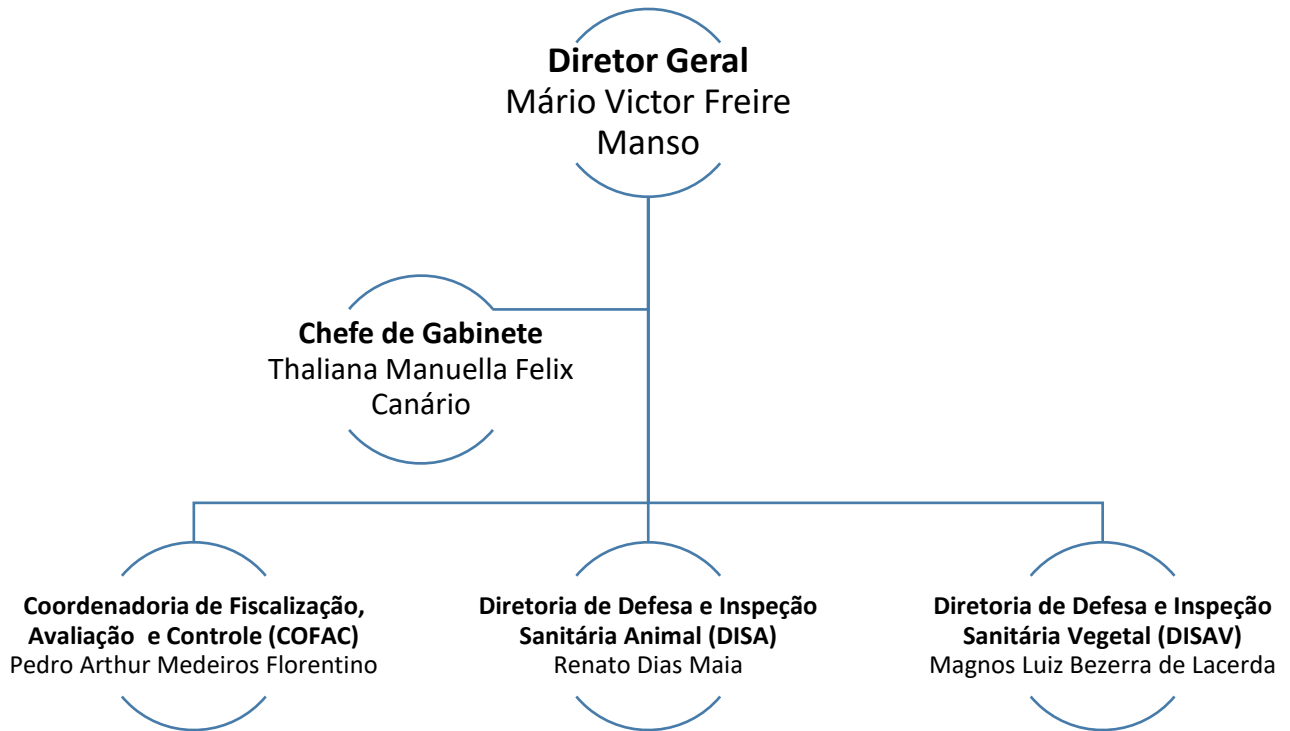 Diretor Geral
Mário Victor Freire
Manso
Chefe de Gabinete
Thaliana Manuella Felix
Canário
Coordenadoria de Fiscalização,
Avaliação e Controle (COFAC)
Pedro Arthur Medeiros Florentino
Diretoria de Defesa e Inspeção
Sanitária Animal (DISA)
Renato Dias Maia
Diretoria de Defesa e Inspeção
Sanitária Vegetal (DISAV)
Magnos Luiz Bezerra de Lacerda